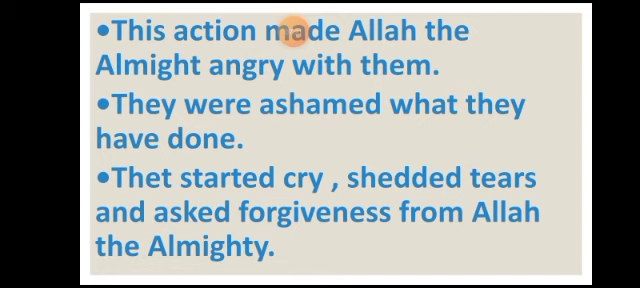 •This action made Allah the
Almight angry with them.
•They were ashamed what they
have done.
•Thet started cry , shedded tears
and asked forgiveness from Allah
the Almighty.